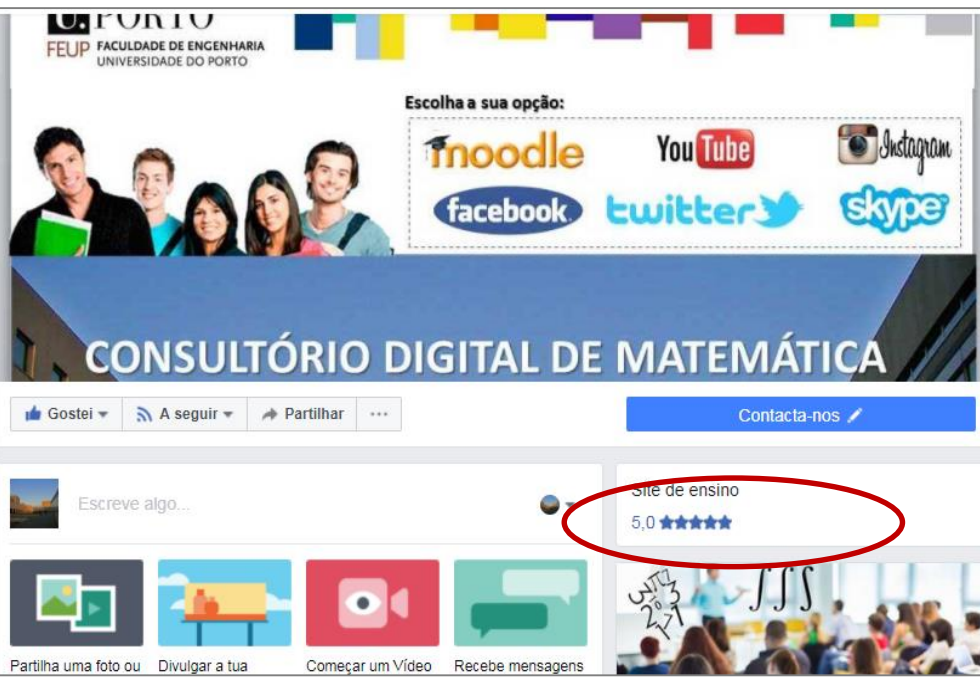 U. PORTO
FEUP FACULDADE DE ENGENHARIA
UNIVERSIDADE DO PORTO
Escolha a sua opção:
moodle YouTube Instagram
facebook twitter skype
CONSULTÓRIO DIGITAL DE MATEMÁTICA
Gostei A seguir Partilhar ... Contacta-nos
Escreve algo...
Site de ensino
5,0 ★★★★★
Partilha uma foto ou Divulgar a tua Começar um Vídeo Recebe mensagens